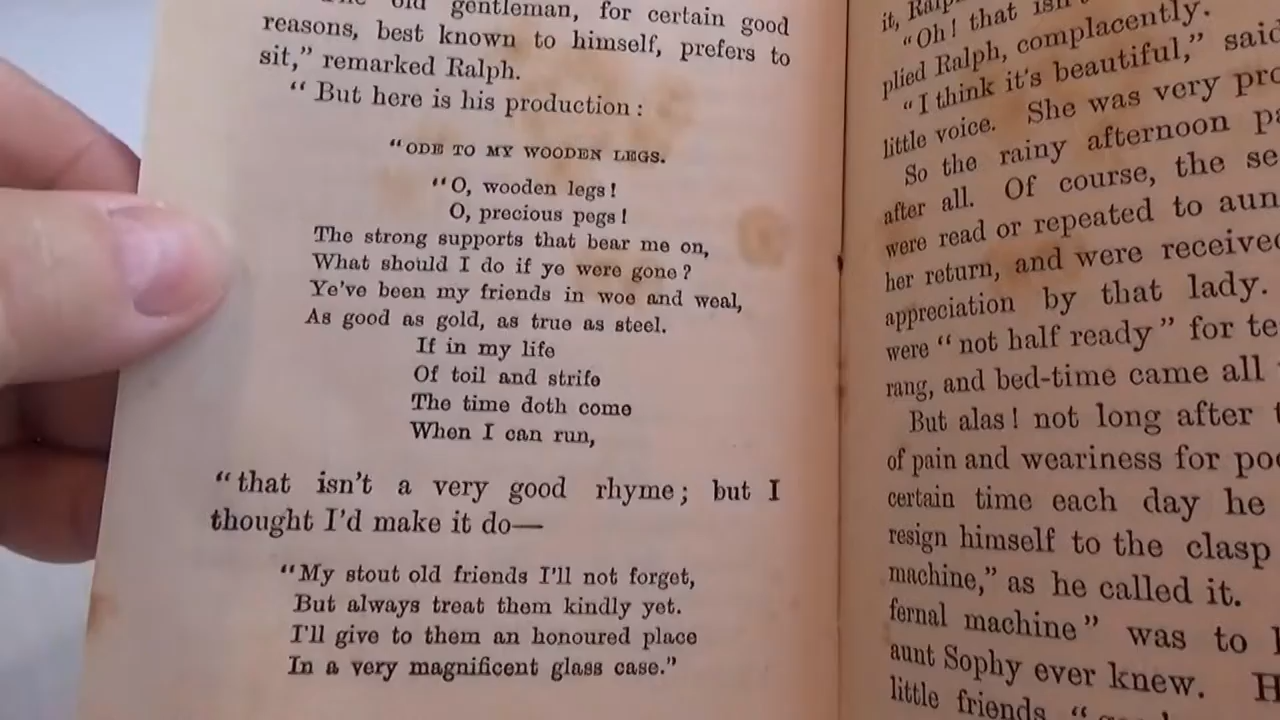 old gentleman, for certain good
reasons, best known to himself, prefers to
sit,” remarked Ralph.
“But here is his production:
“ODE TO MY WOODEN LEGS.
“O, wooden legs!
O, precious pegs!
The strong supports that bear me on,
What should I do if ye were gone?
Ye've been my friends in woe and weal,
As good as gold, as true as steel.
If in my life
Of toil and strife
The time doth come
When I can run,
“that isn't a very good rhyme; but I
thought I'd make it do—
“My stout old friends I'll not forget,
But always treat them kindly yet.
I'll give to them an honoured place
In a very magnificent glass case.”
it,
“Oh! that
plied Ralph, complacently.
“I think it's beautiful,” said
little voice. She was very
So the rainy afternoon
after all. Of course, the
were read or repeated to
her return, and were
appreciation by that lady.
were “not half ready” for
rang, and bed-time came all
But alas! not long after
of pain and weariness for
certain time each day he
resign himself to the clasp
machine,” as he called it.
fernal machine” was to
aunt Sophy ever knew.
little friends